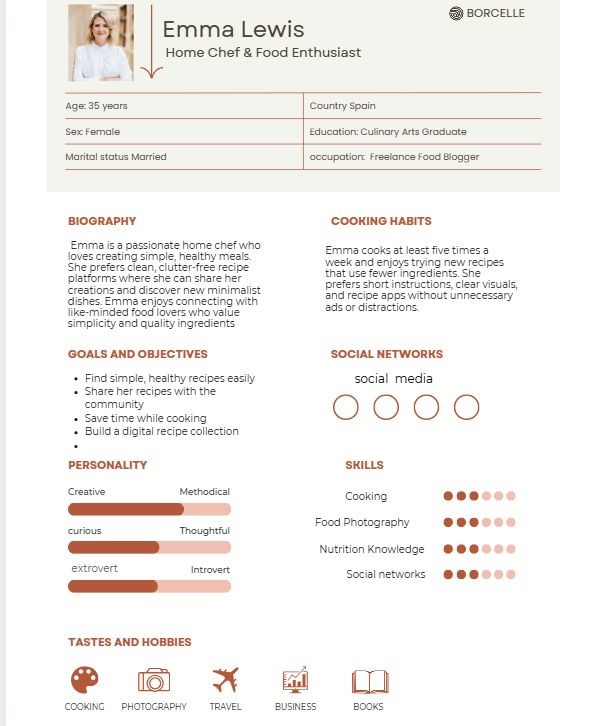 BORCELLE
Emma Lewis
Home Chef & Food Enthusiast
Age: 35 years
Country Spain
Sex: Female
Education: Culinary Arts Graduate
Marital status Married
occupation: Freelance Food Blogger
BIOGRAPHY
Emma is a passionate home chef who
loves creating simple, healthy meals.
She prefers clean, clutter-free recipe
platforms where she can share her
creations and discover new minimalist
dishes. Emma enjoys connecting with
like-minded food lovers who value
simplicity and quality ingredients
COOKING HABITS
Emma cooks at least five times a
week and enjoys trying new recipes
that use fewer ingredients. She
prefers short instructions, clear visuals,
and recipe apps without unnecessary
ads or distractions.
GOALS AND OBJECTIVES
• Find simple, healthy recipes easily
• Share her recipes with the
community
• Save time while cooking
• Build a digital recipe collection
•
SOCIAL NETWORKS
social media
PERSONALITY
Creative Methodical
curious Thoughtful
extrovert Introvert
SKILLS
Cooking
Food Photography
Nutrition Knowledge
Social networks
TASTES AND HOBBIES
COOKING PHOTOGRAPHY TRAVEL BUSINESS BOOKS